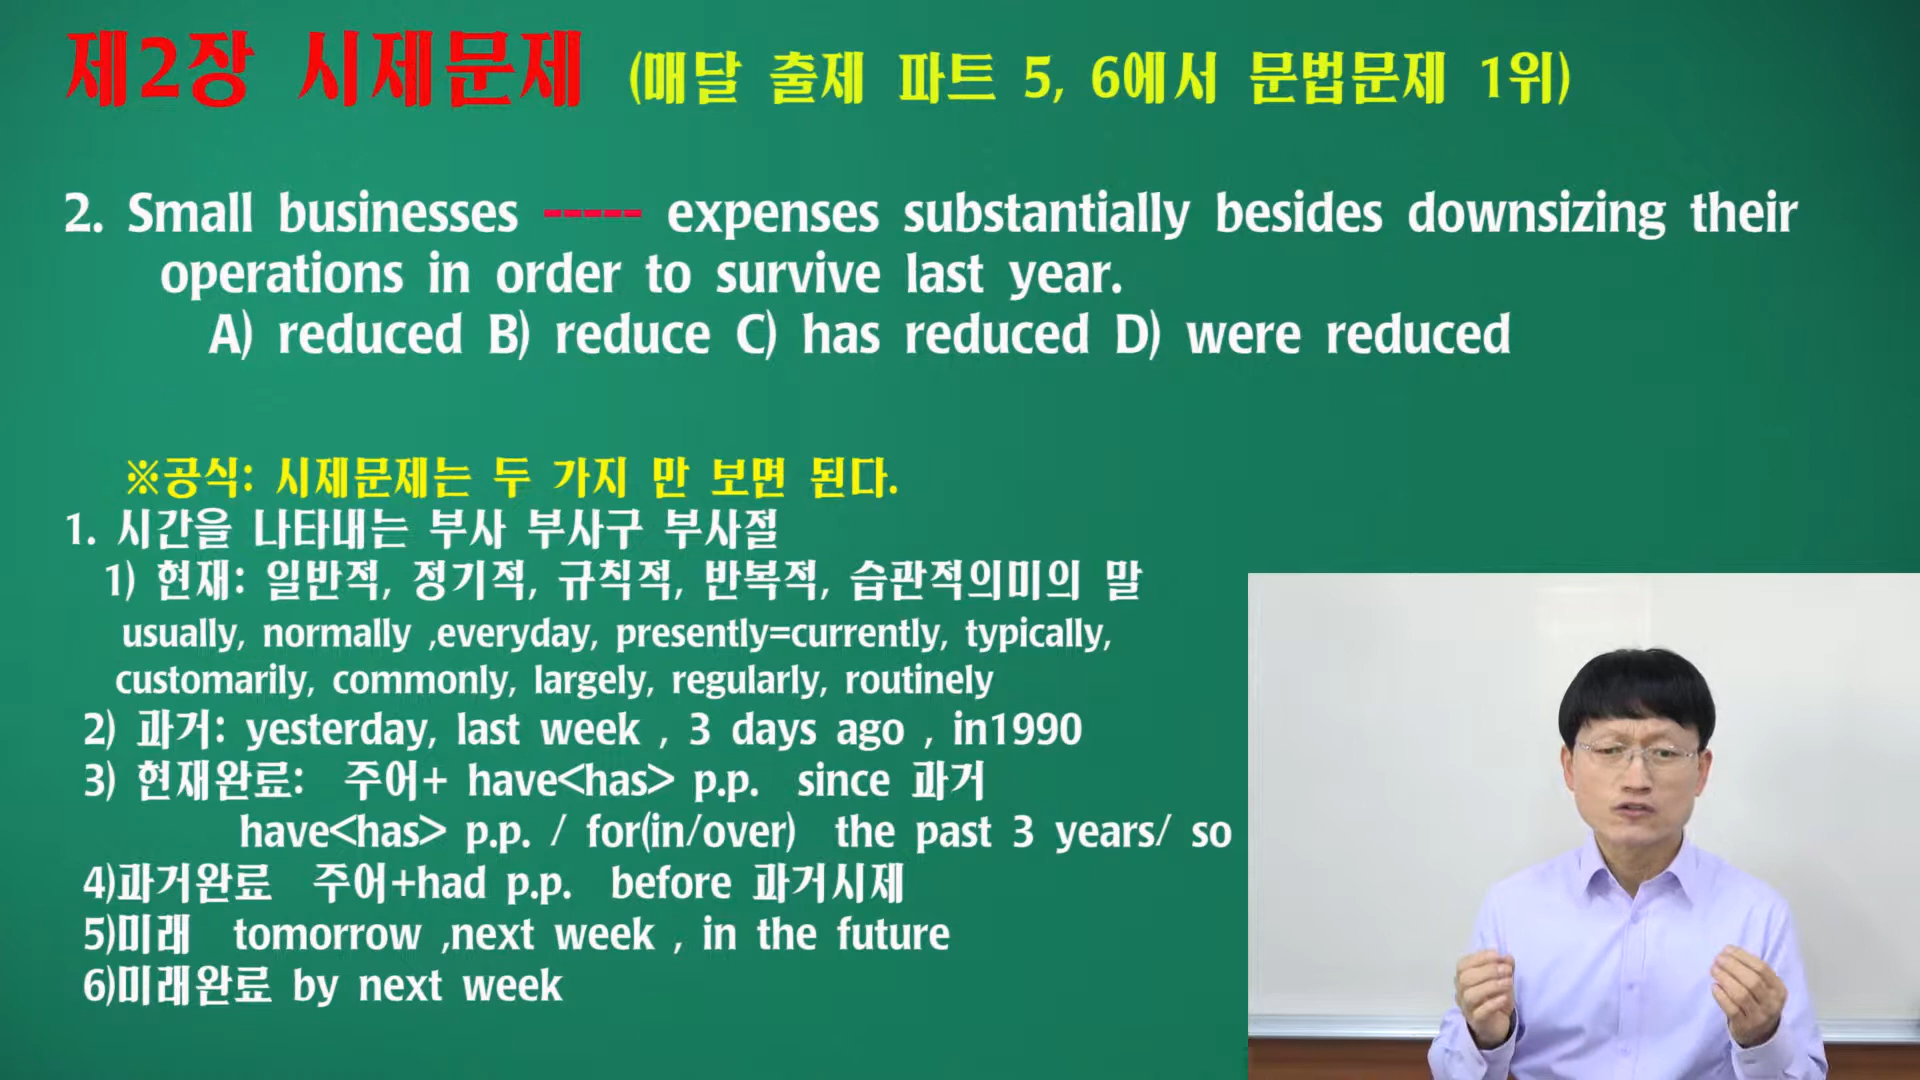 제2장 시제문제 (매달 출제 파트 5, 6에서 문법문제 1위)
2. Small businesses ----- expenses substantially besides downsizing their
operations in order to survive last year.
A) reduced B) reduce C) has reduced D) were reduced
※공식: 시제문제는 두 가지 만 보면 된다.
1. 시간을 나타내는 부사 부사구 부사절
1) 현재: 일반적, 정기적, 규칙적, 반복적, 습관적의미의 말
usually, normally ,everyday, presently=currently, typically,
customarily, commonly, largely, regularly, routinely
2) 과거: yesterday, last week , 3 days ago , in1990
3) 현재완료: 주어+ have<has> p.p. since 과거
have<has> p.p. / for(in/over) the past 3 years/ so
4)과거완료 주어+had p.p. before 과거시제
5)미래 tomorrow ,next week , in the future
6)미래완료 by next week